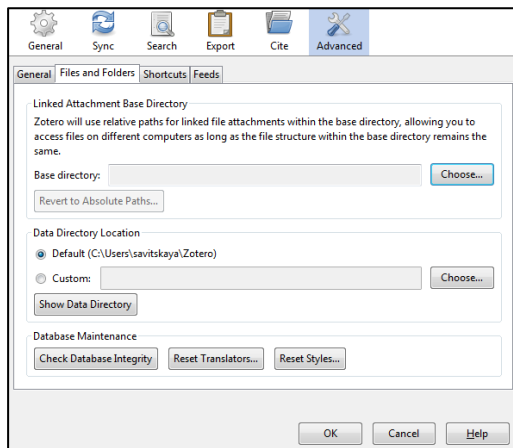 General Sync Search Export Cite Advanced
General Files and Folders Shortcuts Feeds
Linked Attachment Base Directory
Zotero will use relative paths for linked file attachments within the base directory, allowing you to
access files on different computers as long as the file structure within the base directory remains the
same.
Base directory: Choose...
Revert to Absolute Paths...
Data Directory Location
Default (C:\Users\savitskaya\Zotero)
Custom: Choose...
Show Data Directory
Database Maintenance
Check Database Integrity Reset Translators... Reset Styles...
OK Cancel Help